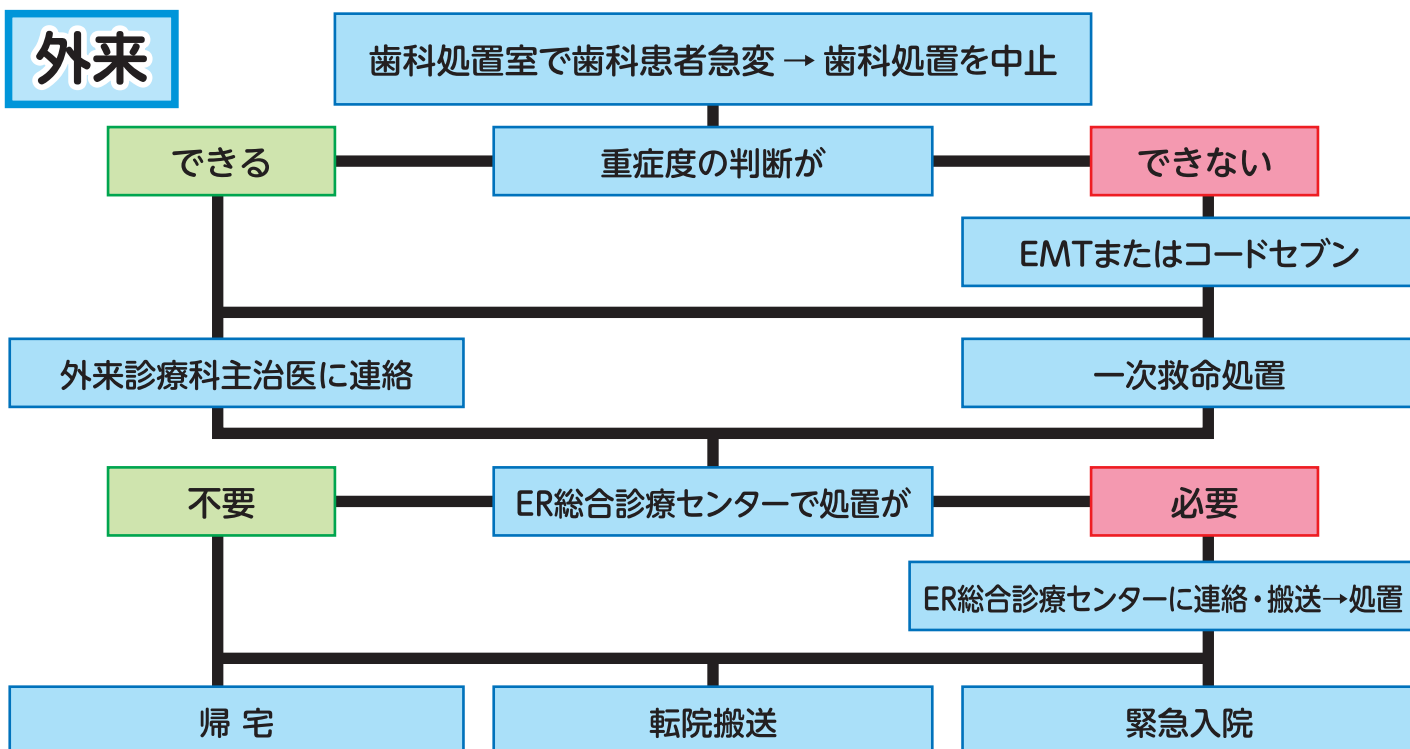 外来
歯科処置室で歯科患者急変 → 歯科処置を中止
できる
重症度の判断が
できない
EMTまたはコードセブン
外来診療科主治医に連絡
一次救命処置
不要
ER総合診療センターで処置が
必要
ER総合診療センターに連絡・搬送→処置
帰 宅
転院搬送
緊急入院